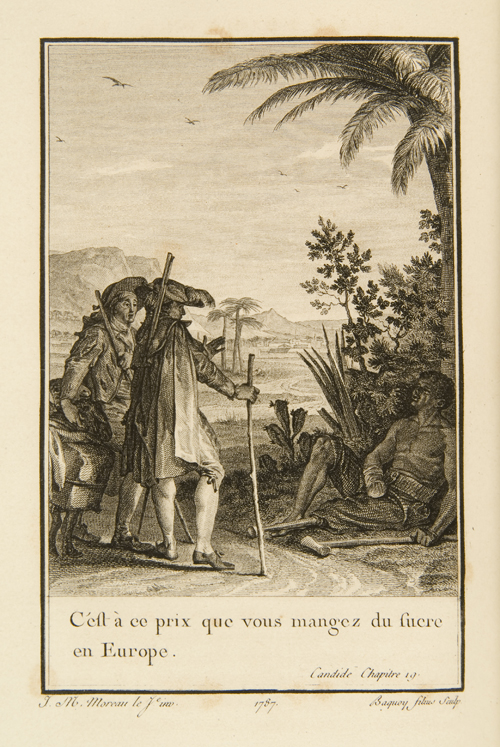 C'eſt à ce prix que vous mangez du ſucre
en Europe.
Candide Chapitre 19.
J. M. Moreau le Jᵉ inv. 1787. Baquoy filius Sculp